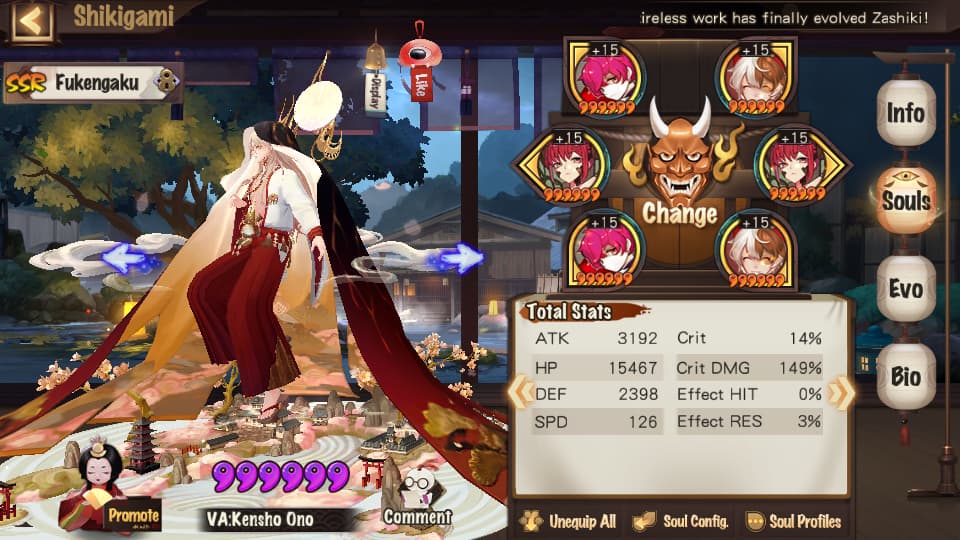 Shikigami
ireless work has finally evolved Zashiki!
SSR Fukengaku
Display
Like
+15
999999
+15
999999
+15
999999
+15
999999
Change
+15
999999
+15
999999
Info
Souls
Evo
Bio
Total Stats
ATK 3192 Crit 14%
HP 15467 Crit DMG 149%
DEF 2398 Effect HIT 0%
SPD 126 Effect RES 3%
999999
Promote
VA:Kensho Ono
Comment
Unequip All
Soul Config.
Soul Profiles